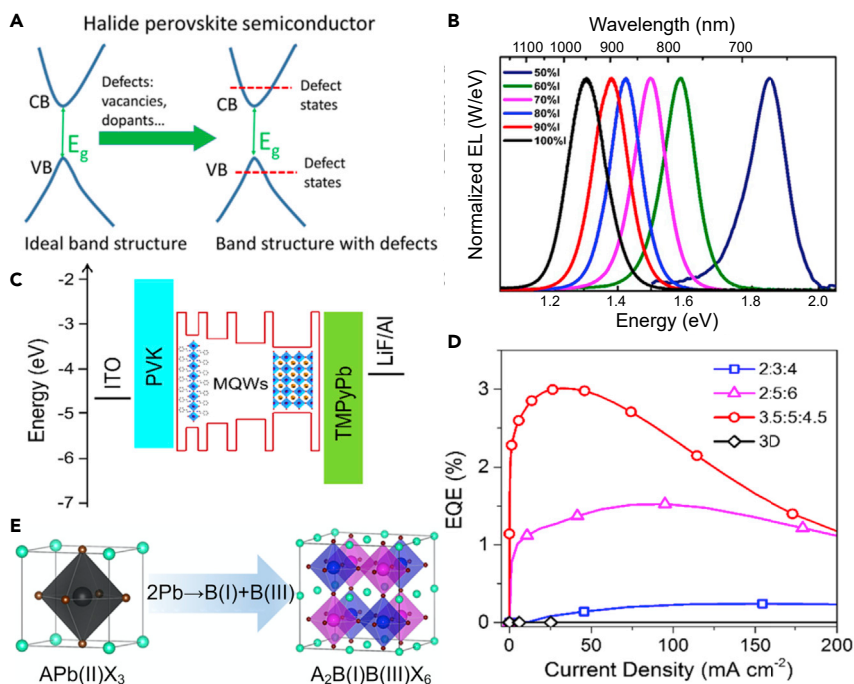 A
Halide perovskite semiconductor
CB
VB
Eg
Defects:
vacancies,
dopants...
CB
VB
Eg
Defect
states
Defect
states
Ideal band structure
Band structure with defects
B
Wavelength (nm)
1100 1000 900 800 700
Normalized EL (W/eV)
50%I
60%I
70%I
80%I
90%I
100%I
1.2 1.4 1.6 1.8 2.0
Energy (eV)
C
Energy (eV)
-2
-3
-4
-5
-6
-7
ITO
PVK
MQWs
TMPyPb
LiF/Al
D
EQE (%)
3
2
1
0
2:3:4
2:5:6
3.5:5:4.5
3D
0 50 100 150 200
Current Density (mA cm⁻²)
E
2Pb→B(I)+B(III)
APb(II)X₃
A₂B(I)B(III)X₆